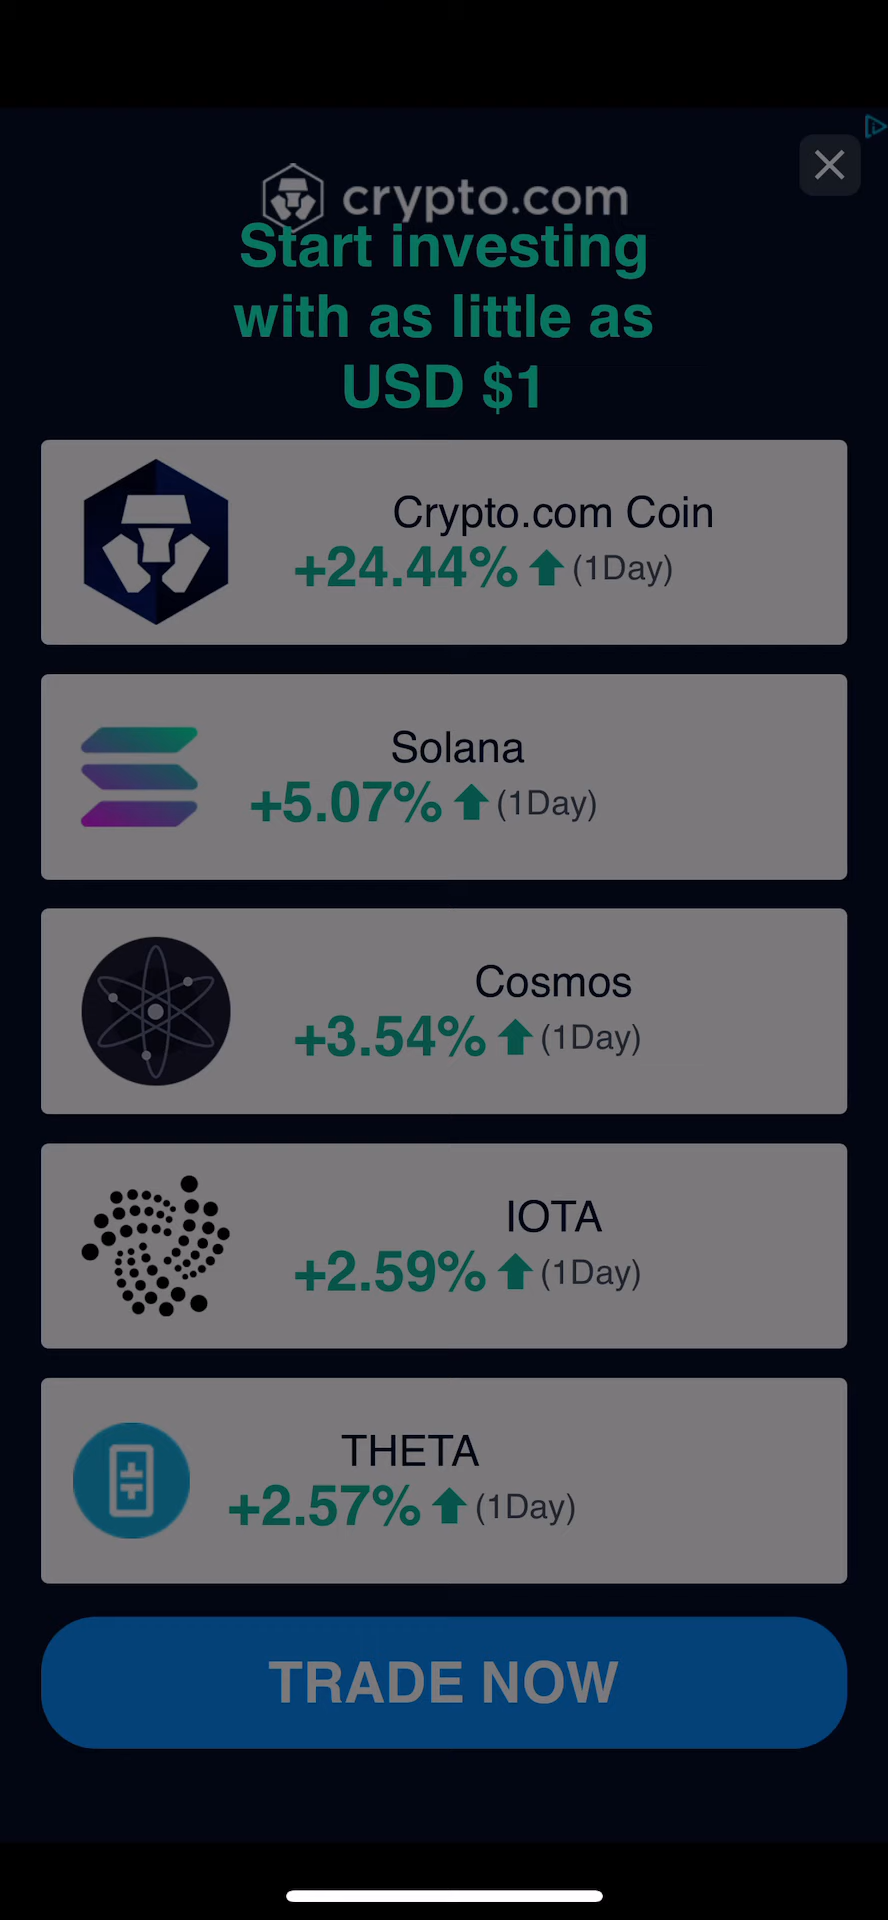 crypto.com
Start investing
with as little as
USD $1
Crypto.com Coin
+24.44% (1Day)
Solana
+5.07% (1Day)
Cosmos
+3.54% (1Day)
IOTA
+2.59% (1Day)
THETA
+2.57% (1Day)
TRADE NOW